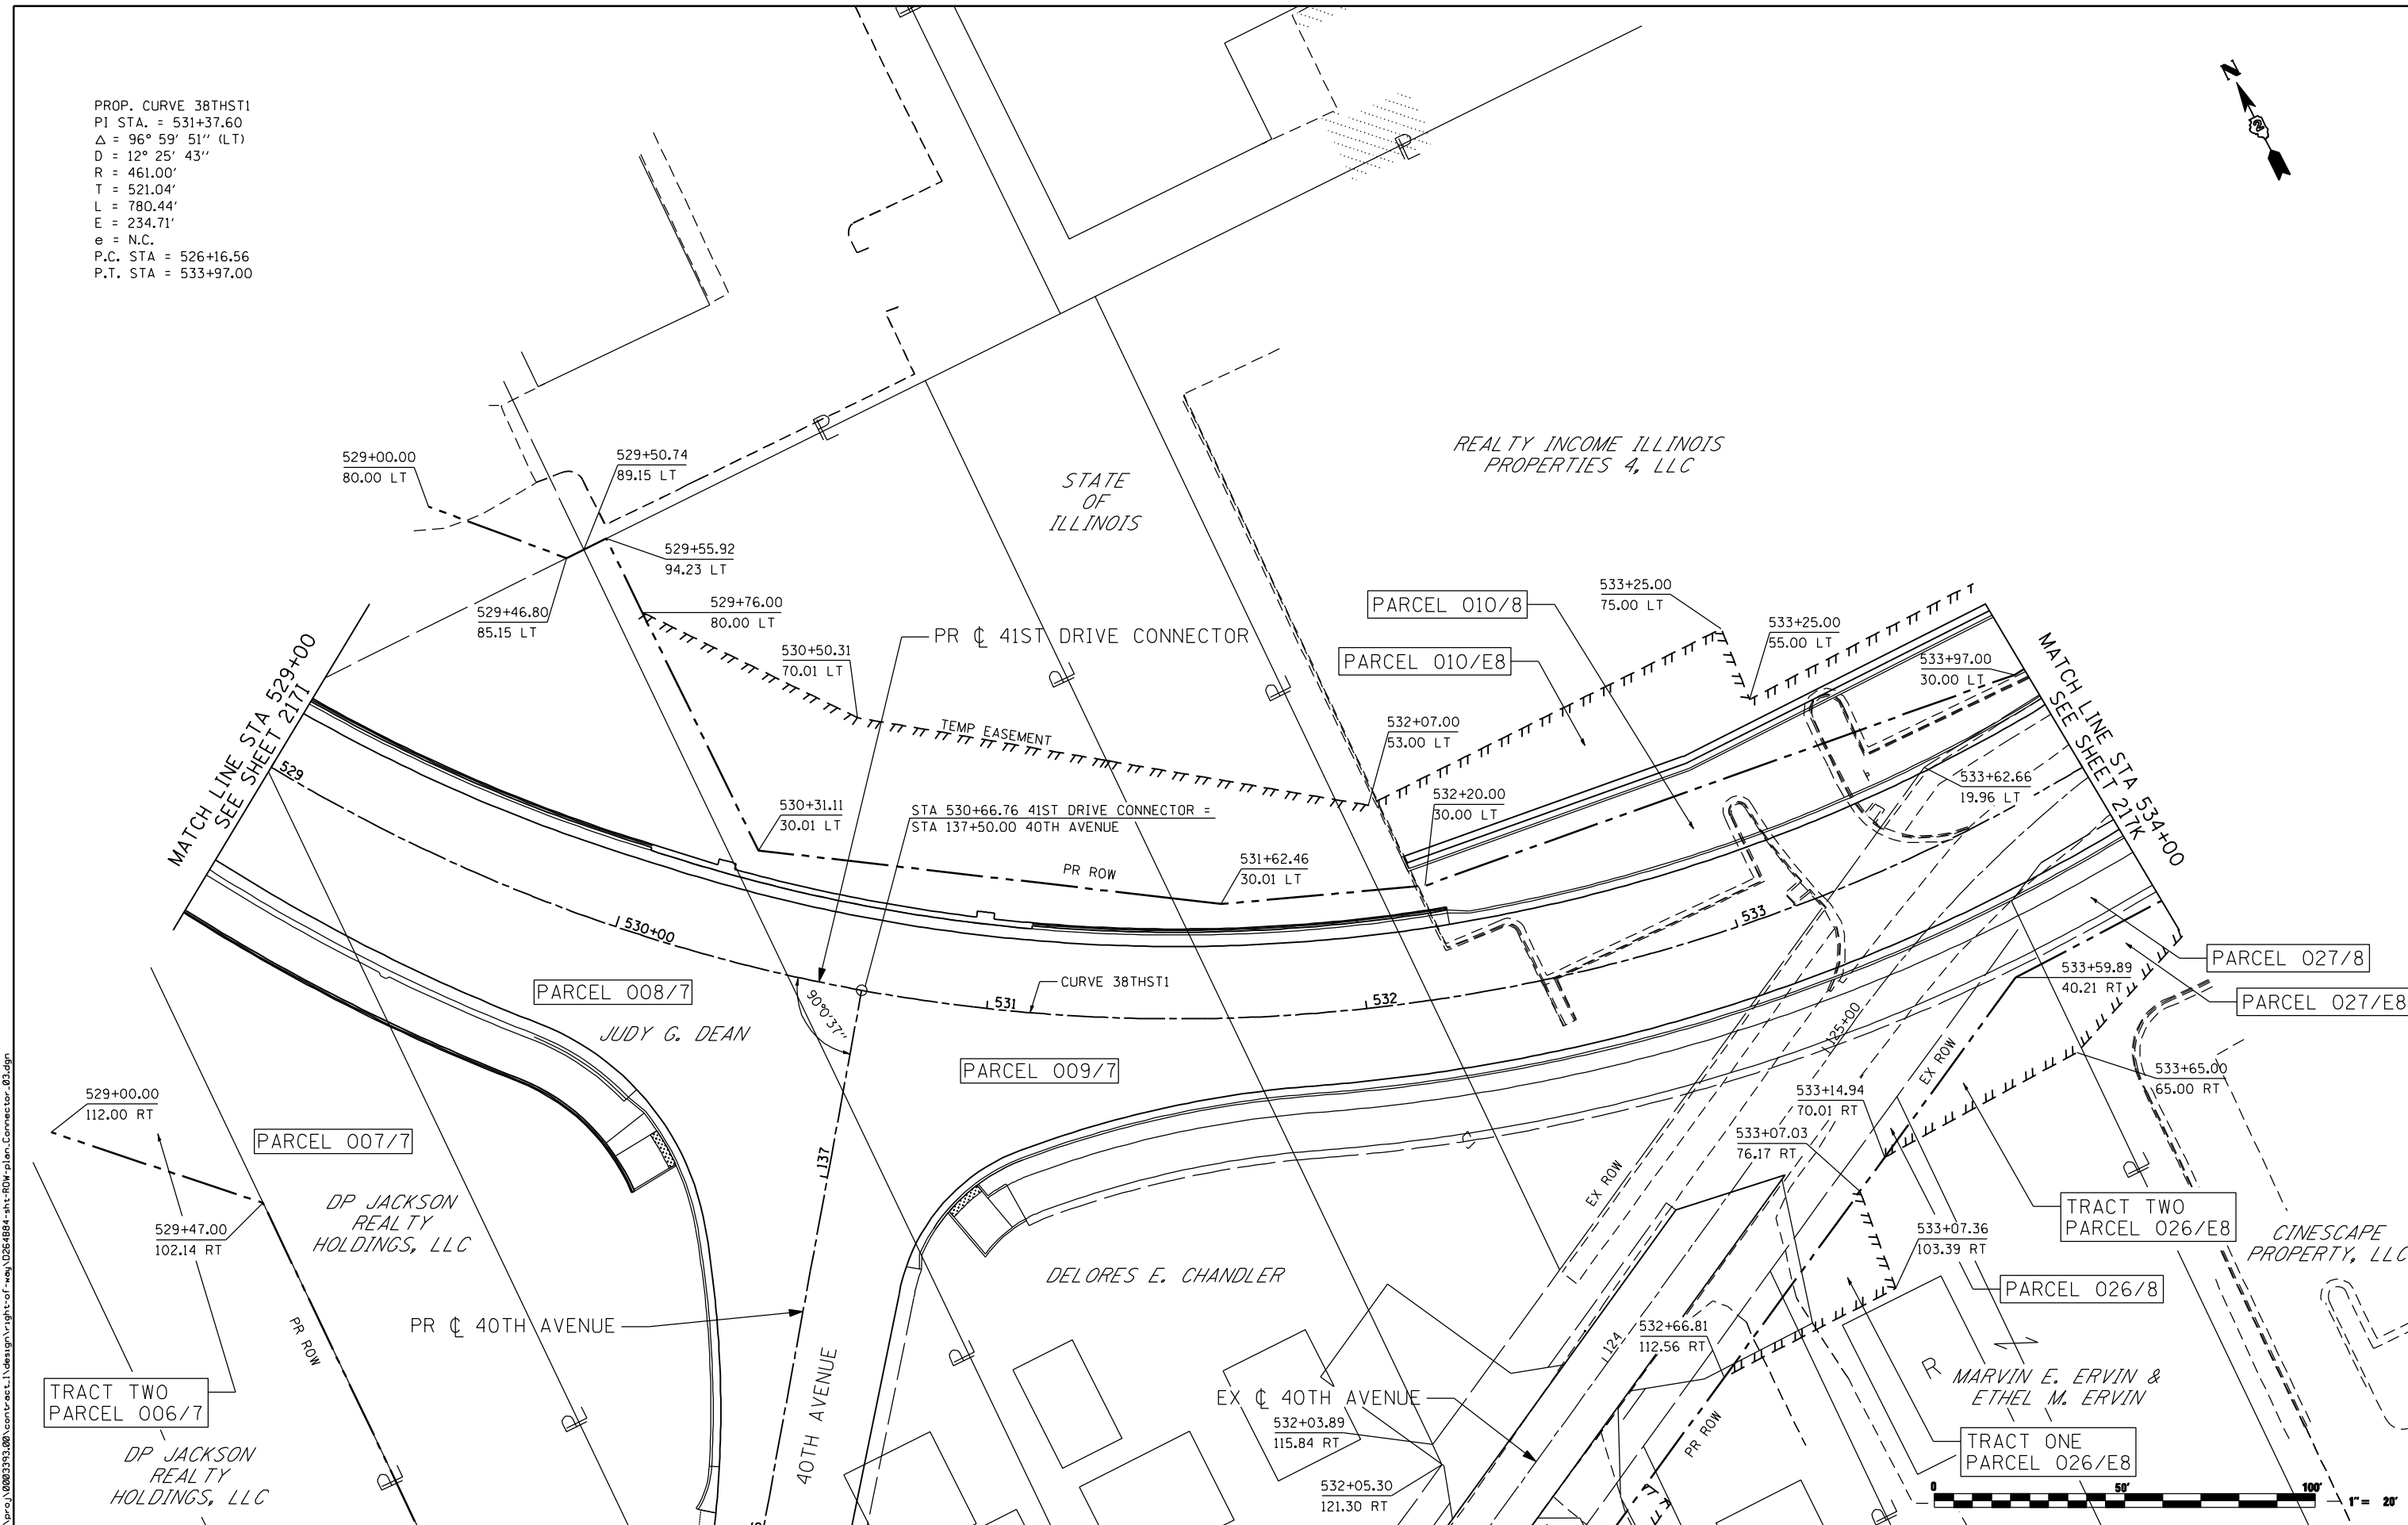 PROP. CURVE 38THST1
PI STA. = 531+37.60
Δ = 96° 59' 51'' (LT)
D = 12° 25' 43''
R = 461.00'
T = 521.04'
L = 780.44'
E = 234.71'
e = N.C.
P.C. STA = 526+16.56
P.T. STA = 533+97.00
N
2
529+00.00
80.00 LT
529+50.74
89.15 LT
529+55.92
94.23 LT
529+46.80
85.15 LT
529+76.00
80.00 LT
530+50.31
70.01 LT
STATE
OF
ILLINOIS
REALTY INCOME ILLINOIS
PROPERTIES 4, LLC
PR ℄ 41ST DRIVE CONNECTOR
PARCEL 010/8
PARCEL 010/E8
533+25.00
75.00 LT
533+25.00
55.00 LT
533+97.00
30.00 LT
MATCH LINE STA 529+00
SEE SHEET 217I
MATCH LINE STA 534+00
SEE SHEET 217K
TEMP EASEMENT
532+07.00
53.00 LT
532+20.00
30.00 LT
533+62.66
19.96 LT
530+31.11
30.01 LT
STA 530+66.76 41ST DRIVE CONNECTOR =
STA 137+50.00 40TH AVENUE
531+62.46
30.01 LT
PR ROW
529
530+00
531
532
533
CURVE 38THST1
90°0'37''
PARCEL 008/7
JUDY G. DEAN
PARCEL 009/7
PARCEL 027/8
PARCEL 027/E8
533+59.89
40.21 RT
125+00
EX ROW
533+65.00
65.00 RT
533+14.94
70.01 RT
533+07.03
76.17 RT
EX ROW
529+00.00
112.00 RT
PARCEL 007/7
137
DP JACKSON
REALTY
HOLDINGS, LLC
529+47.00
102.14 RT
TRACT TWO
PARCEL 026/E8
533+07.36
103.39 RT
CINESCAPE
PROPERTY, LLC
DELORES E. CHANDLER
PARCEL 026/8
PR ROW
PR ℄ 40TH AVENUE
40TH AVENUE
124
532+66.81
112.56 RT
MARVIN E. ERVIN &
ETHEL M. ERVIN
TRACT TWO
PARCEL 006/7
EX ℄ 40TH AVENUE
532+03.89
115.84 RT
PR ROW
TRACT ONE
PARCEL 026/E8
DP JACKSON
REALTY
HOLDINGS, LLC
532+05.30
121.30 RT
0 50' 100'
1" = 20'